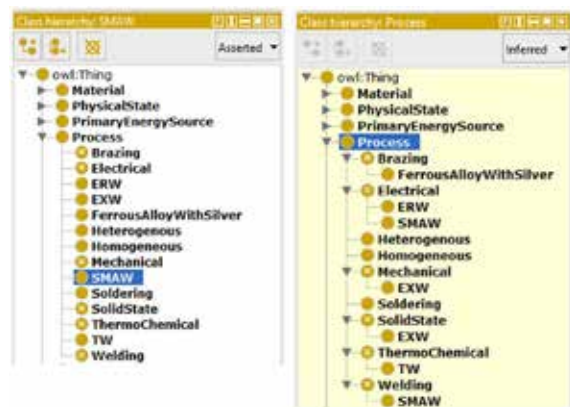 Class hierarchy: SMAW
Asserted
owl:Thing
Material
PhysicalState
PrimaryEnergySource
Process
Brazing
Electrical
ERW
EXW
FerrousAlloyWithSilver
Heterogenous
Homogeneous
Mechanical
SMAW
Soldering
SolidState
ThermoChemical
TW
Welding
Class hierarchy: Process
Inferred
owl:Thing
Material
PhysicalState
PrimaryEnergySource
Process
Brazing
FerrousAlloyWithSilver
Electrical
ERW
SMAW
Heterogenous
Homogeneous
Mechanical
EXW
Soldering
SolidState
EXW
ThermoChemical
TW
Welding
SMAW